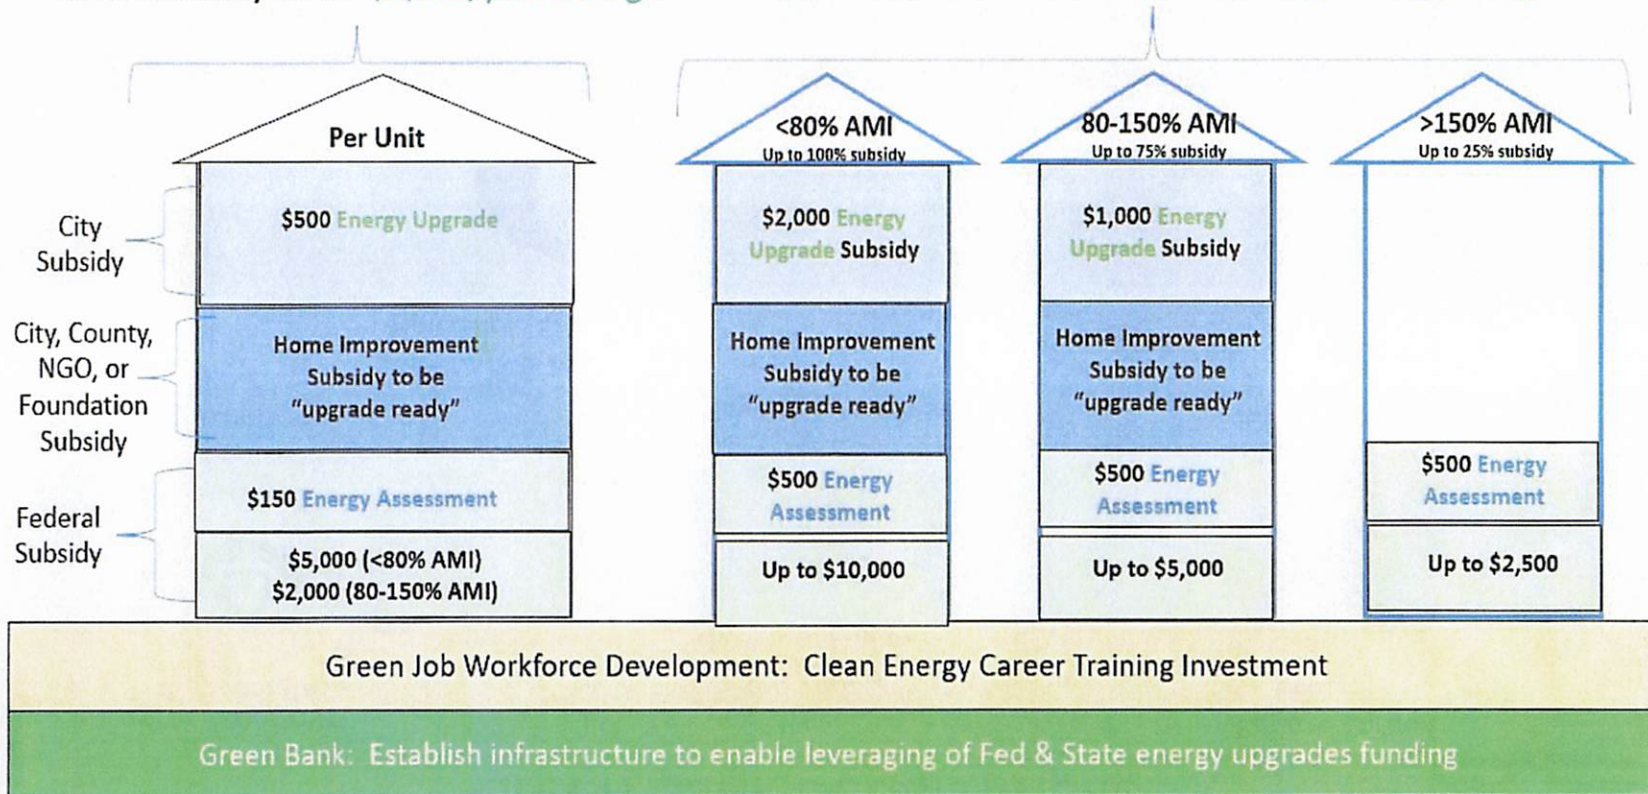 Per Unit
<80% AMI
Up to 100% subsidy
80-150% AMI
Up to 75% subsidy
>150% AMI
Up to 25% subsidy
City
Subsidy
$500 Energy Upgrade
$2,000 Energy
Upgrade Subsidy
$1,000 Energy
Upgrade Subsidy
City, County,
NGO, or
Foundation
Subsidy
Home Improvement
Subsidy to be
“upgrade ready”
Home Improvement
Subsidy to be
“upgrade ready”
Home Improvement
Subsidy to be
“upgrade ready”
Federal
Subsidy
$150 Energy Assessment
$500 Energy
Assessment
$500 Energy
Assessment
$500 Energy
Assessment
$5,000 (<80% AMI)
$2,000 (80-150% AMI)
Up to $10,000
Up to $5,000
Up to $2,500
Green Job Workforce Development: Clean Energy Career Training Investment
Green Bank: Establish infrastructure to enable leveraging of Fed & State energy upgrades funding